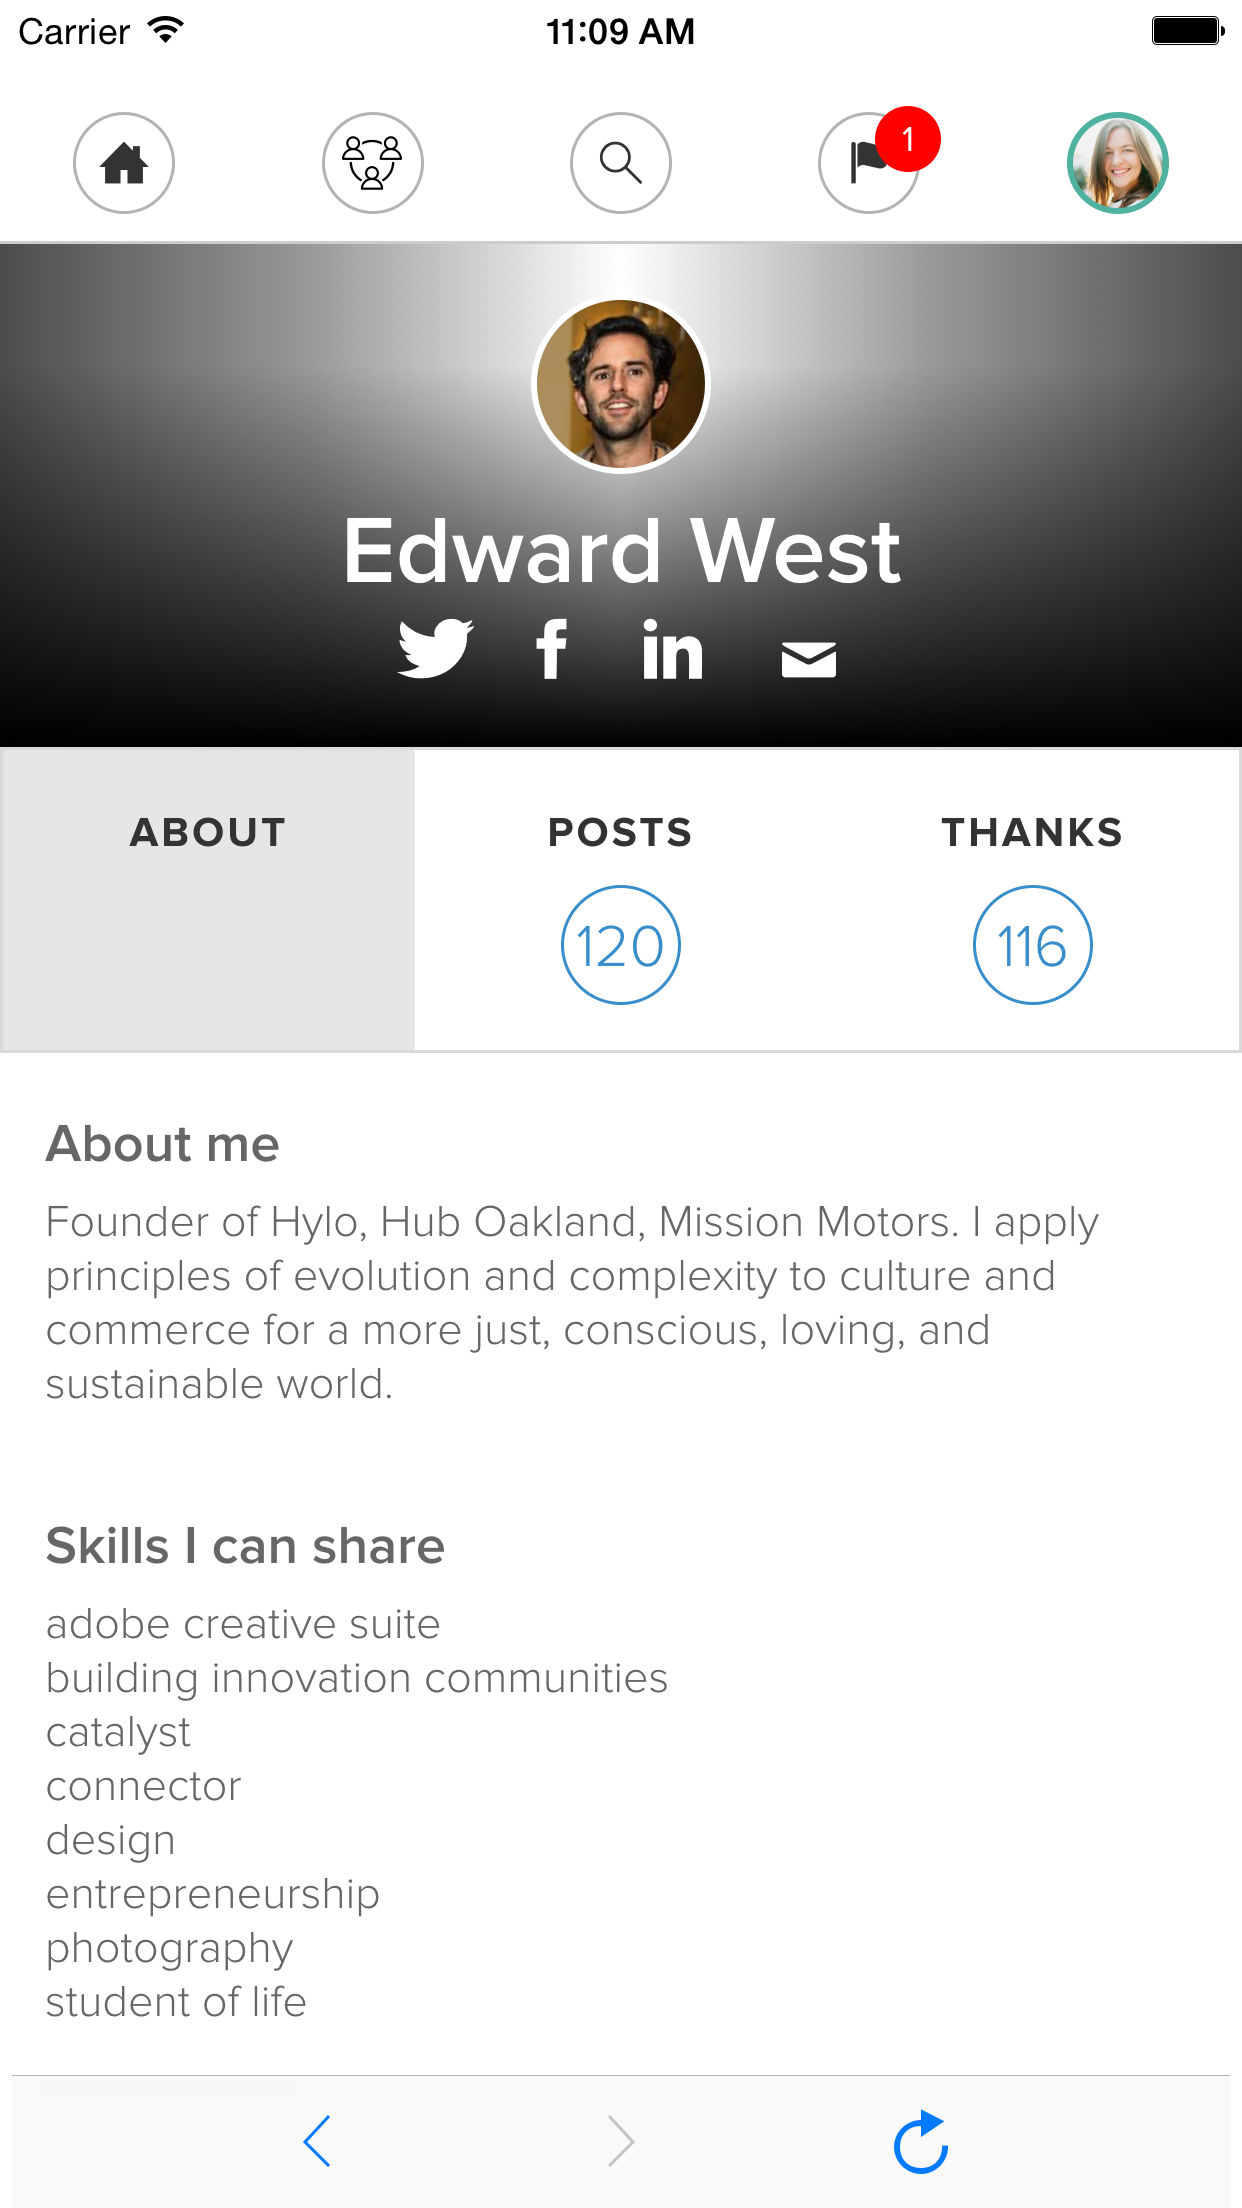 Carrier 11:09 AM
1
Edward West
ABOUT POSTS THANKS
120 116
About me
Founder of Hylo, Hub Oakland, Mission Motors. I apply
principles of evolution and complexity to culture and
commerce for a more just, conscious, loving, and
sustainable world.
Skills I can share
adobe creative suite
building innovation communities
catalyst
connector
design
entrepreneurship
photography
student of life